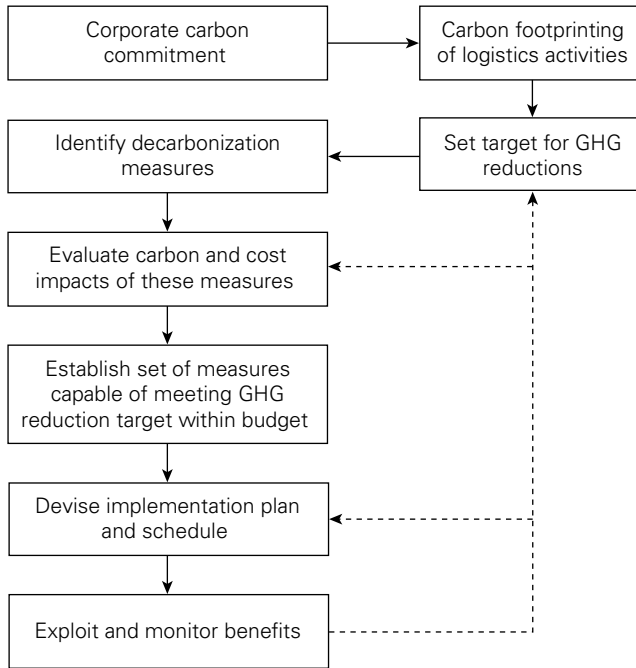 Corporate carbon
commitment
Carbon footprinting
of logistics activities
Identify decarbonization
measures
Set target for GHG
reductions
Evaluate carbon and cost
impacts of these measures
Establish set of measures
capable of meeting GHG
reduction target within budget
Devise implementation plan
and schedule
Exploit and monitor benefits